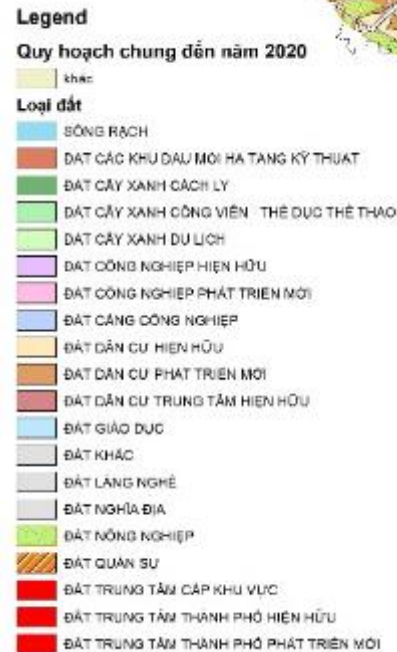 Legend
Quy hoạch chung đến năm 2020
khác
Loại đất
SÔNG RẠCH
ĐẤT CÁC KHU ĐẦU MỐI HẠ TẦNG KỸ THUẬT
ĐẤT CÂY XANH CÁCH LY
ĐẤT CÂY XANH CÔNG VIÊN - THỂ DỤC THỂ THAO
ĐẤT CÂY XANH DU LỊCH
ĐẤT CÔNG NGHIỆP HIỆN HỮU
ĐẤT CÔNG NGHIỆP PHÁT TRIỂN MỚI
ĐẤT CẢNG CÔNG NGHIỆP
ĐẤT DÂN CƯ HIỆN HỮU
ĐẤT DÂN CƯ PHÁT TRIỂN MỚI
ĐẤT DÂN CƯ TRUNG TÂM HIỆN HỮU
ĐẤT GIÁO DỤC
ĐẤT KHÁC
ĐẤT LÀNG NGHỀ
ĐẤT NGHĨA ĐỊA
ĐẤT NÔNG NGHIỆP
ĐẤT QUÂN SỰ
ĐẤT TRUNG TÂM CẤP KHU VỰC
ĐẤT TRUNG TÂM THÀNH PHỐ HIỆN HỮU
ĐẤT TRUNG TÂM THÀNH PHỐ PHÁT TRIỂN MỚI